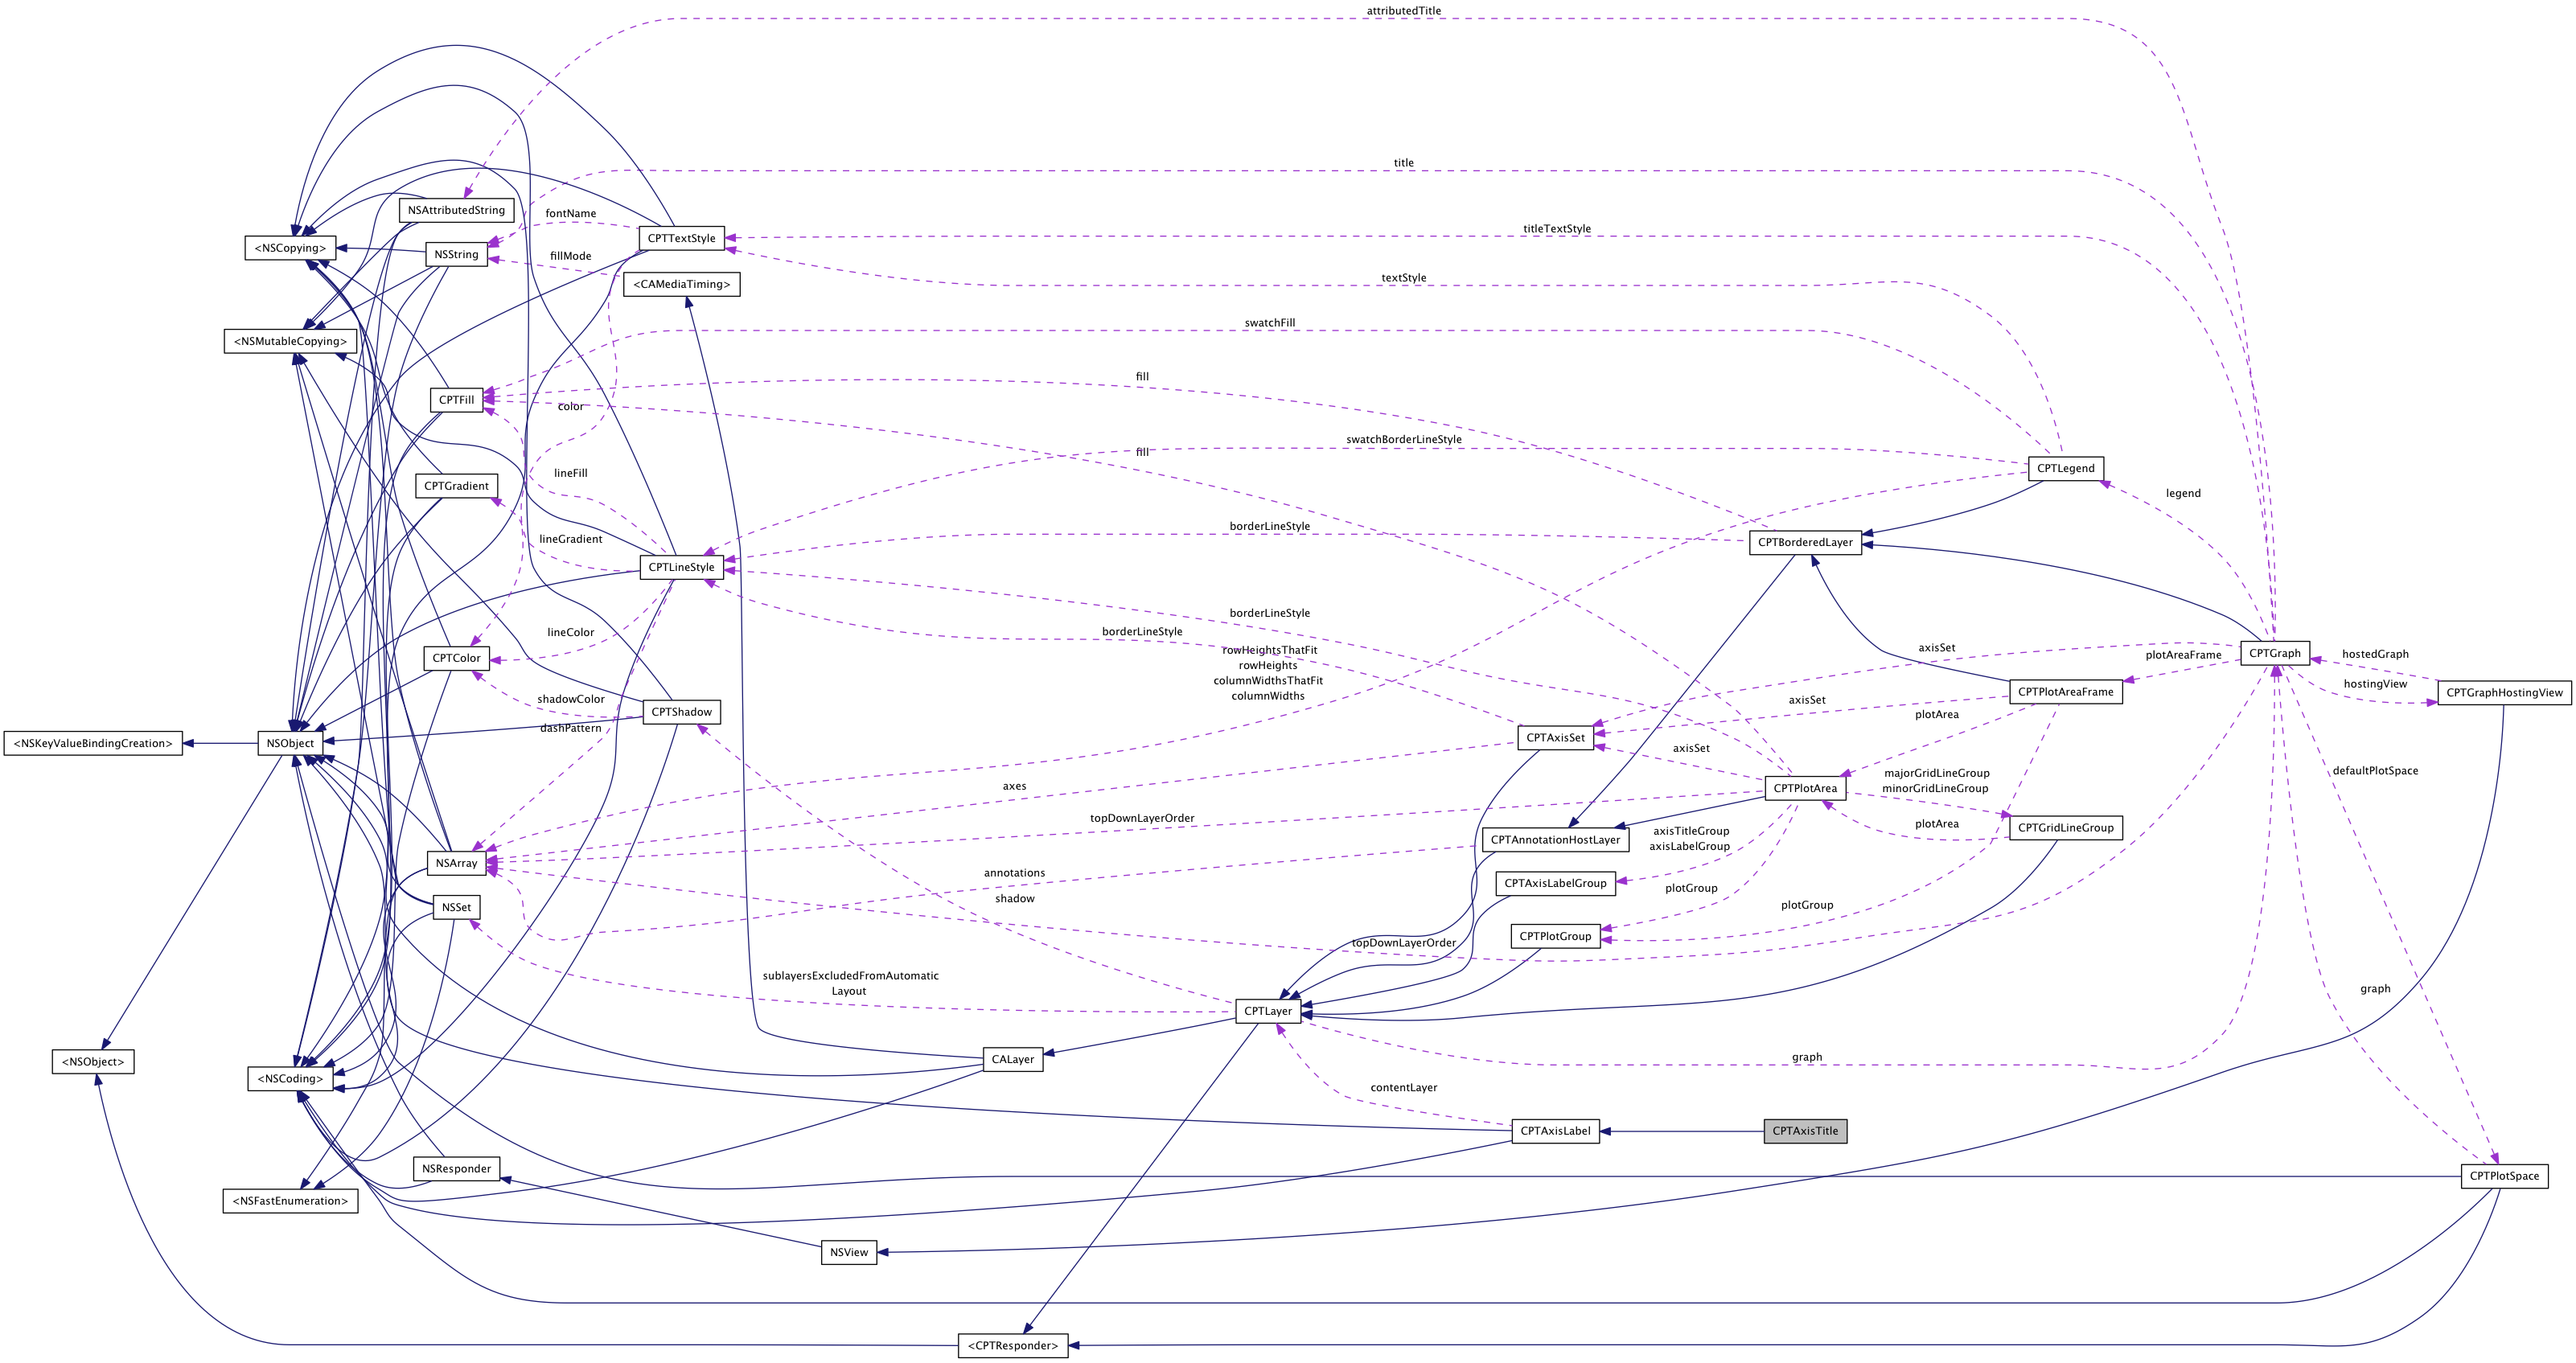 attributedTitle
title
NSAttributedString
fontName
titleTextStyle
CPTTextStyle
<NSCopying>
NSString
fillMode
textStyle
<CAMediaTiming>
swatchFill
<NSMutableCopying>
fill
CPTFill
color
swatchBorderLineStyle
fill
CPTLegend
lineFill
CPTGradient
legend
borderLineStyle
lineGradient
CPTBorderedLayer
CPTLineStyle
borderLineStyle
lineColor
borderLineStyle
axisSet
CPTGraph
hostedGraph
rowHeightsThatFit
rowHeights
columnWidthsThatFit
columnWidths
CPTColor
plotAreaFrame
hostingView
CPTPlotAreaFrame
CPTGraphHostingView
shadowColor
axisSet
CPTShadow
plotArea
dashPattern
CPTAxisSet
<NSKeyValueBindingCreation>
NSObject
axisSet
defaultPlotSpace
majorGridLineGroup
minorGridLineGroup
axes
CPTPlotArea
topDownLayerOrder
plotArea
CPTGridLineGroup
axisTitleGroup
axisLabelGroup
CPTAnnotationHostLayer
NSArray
annotations
CPTAxisLabelGroup
plotGroup
shadow
NSSet
plotGroup
CPTPlotGroup
topDownLayerOrder
sublayersExcludedFromAutomatic
Layout
graph
CPTLayer
<NSObject>
CALayer
graph
<NSCoding>
contentLayer
CPTAxisLabel
CPTAxisTitle
NSResponder
CPTPlotSpace
<NSFastEnumeration>
NSView
<CPTResponder>